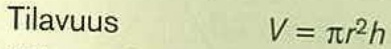 Tilavuus V = πr²h